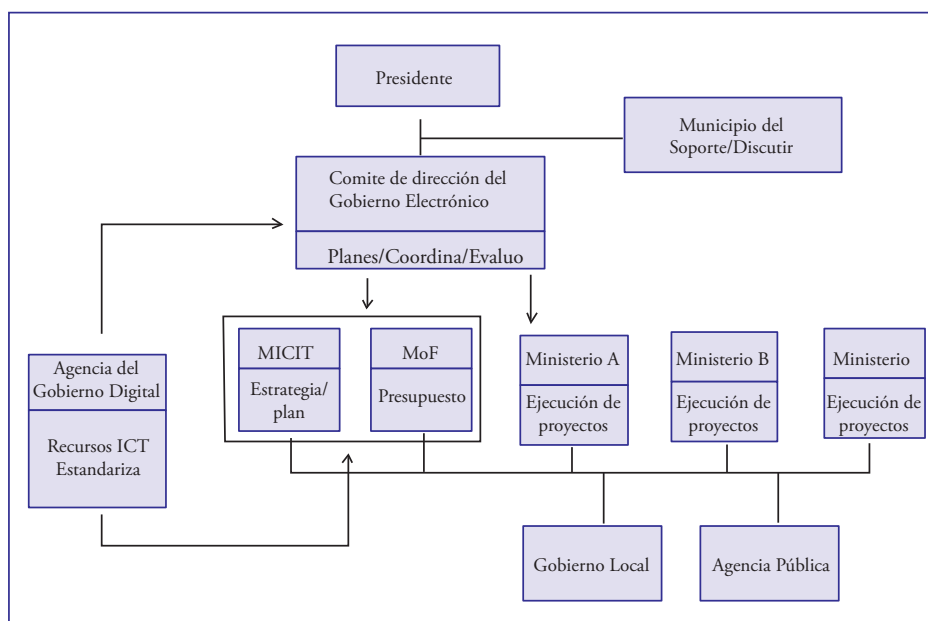 Presidente
Municipio del
Soporte/Discutir
Comite de dirección del
Gobierno Electrónico
Planes/Coordina/Evaluo
Agencia del
Gobierno Digital
Recursos ICT
Estandariza
MICIT
Estrategia/
plan
MoF
Presupuesto
Ministerio A
Ejecución de
proyectos
Ministerio B
Ejecución de
proyectos
Ministerio
Ejecución de
proyectos
Gobierno Local
Agencia Pública